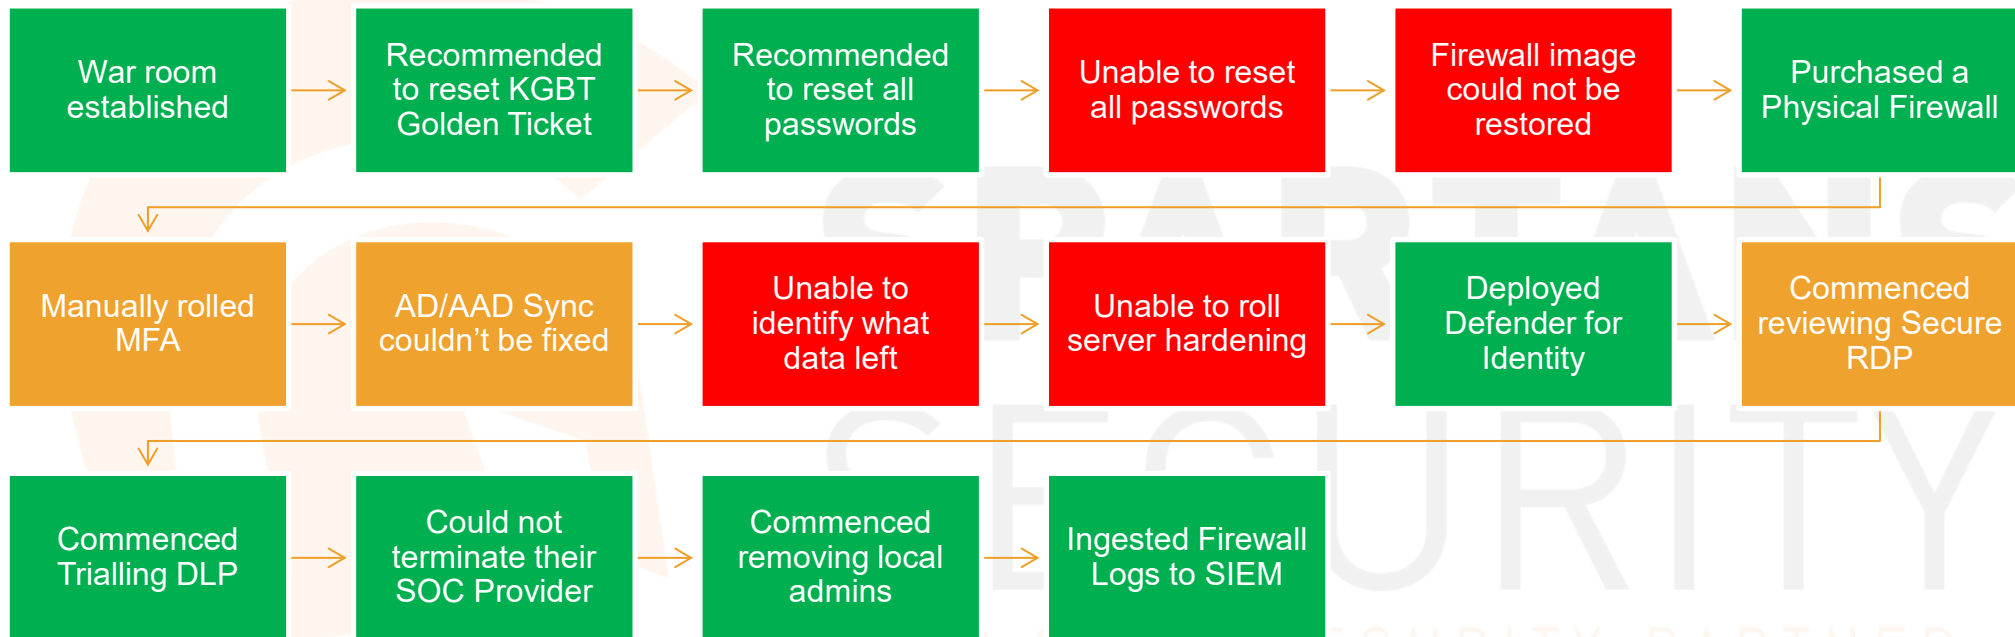 War room
established
Recommended
to reset KGBT
Golden Ticket
Recommended
to reset all
passwords
Unable to reset
all passwords
Firewall image
could not be
restored
Purchased a
Physical Firewall
Manually rolled
MFA
AD/AAD Sync
couldn’t be fixed
Unable to
identify what
data left
Unable to roll
server hardening
Deployed
Defender for
Identity
Commenced
reviewing Secure
RDP
Commenced
Trialling DLP
Could not
terminate their
SOC Provider
Commenced
removing local
admins
Ingested Firewall
Logs to SIEM
SPARTANS
SECURITY
SECURITY PARTNER